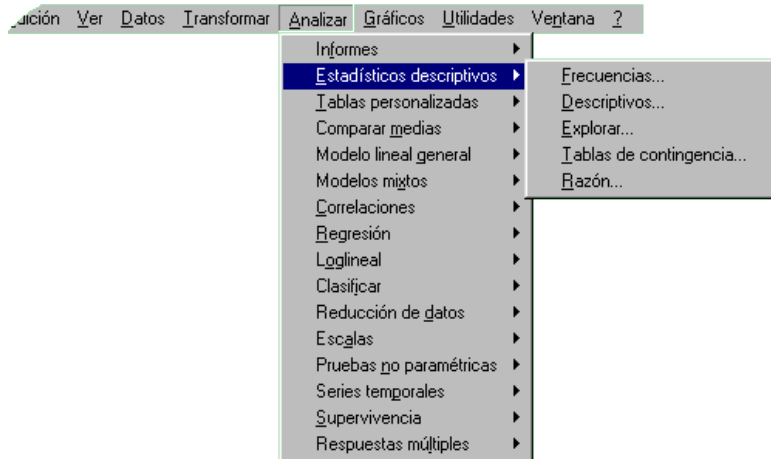 Ver Datos Transformar Analizar Gráficos Utilidades Ventana ?
Informes
Estadísticos descriptivos
Tablas personalizadas
Comparar medias
Modelo lineal general
Modelos mixtos
Correlaciones
Regresión
Loglineal
Clasificar
Reducción de datos
Escalas
Pruebas no paramétricas
Series temporales
Supervivencia
Respuestas múltiples
Frecuencias...
Descriptivos...
Explorar...
Tablas de contingencia...
Razón...